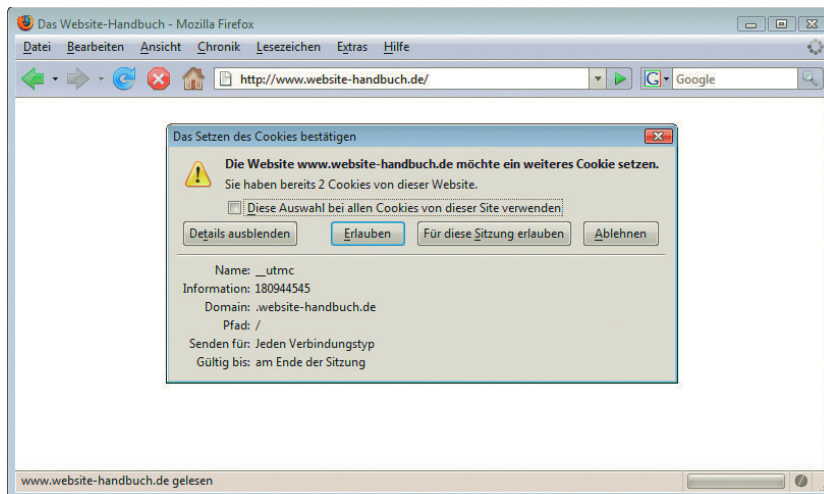 Das Website-Handbuch - Mozilla Firefox
Datei Bearbeiten Ansicht Chronik Lesezeichen Extras Hilfe
http://www.website-handbuch.de/ G Google
Das Setzen des Cookies bestätigen
Die Website www.website-handbuch.de möchte ein weiteres Cookie setzen.
Sie haben bereits 2 Cookies von dieser Website.
Diese Auswahl bei allen Cookies von dieser Site verwenden
Details ausblenden Erlauben Für diese Sitzung erlauben Ablehnen
Name: __utmc
Information: 180944545
Domain: .website-handbuch.de
Pfad: /
Senden für: Jeden Verbindungstyp
Gültig bis: am Ende der Sitzung
www.website-handbuch.de gelesen